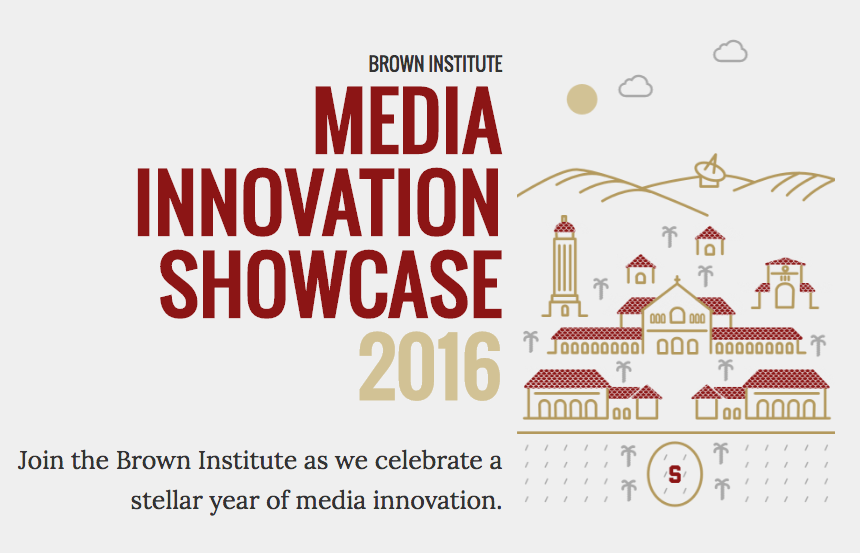 BROWN INSTITUTE
MEDIA
INNOVATION
SHOWCASE
2016
Join the Brown Institute as we celebrate a
stellar year of media innovation.
S